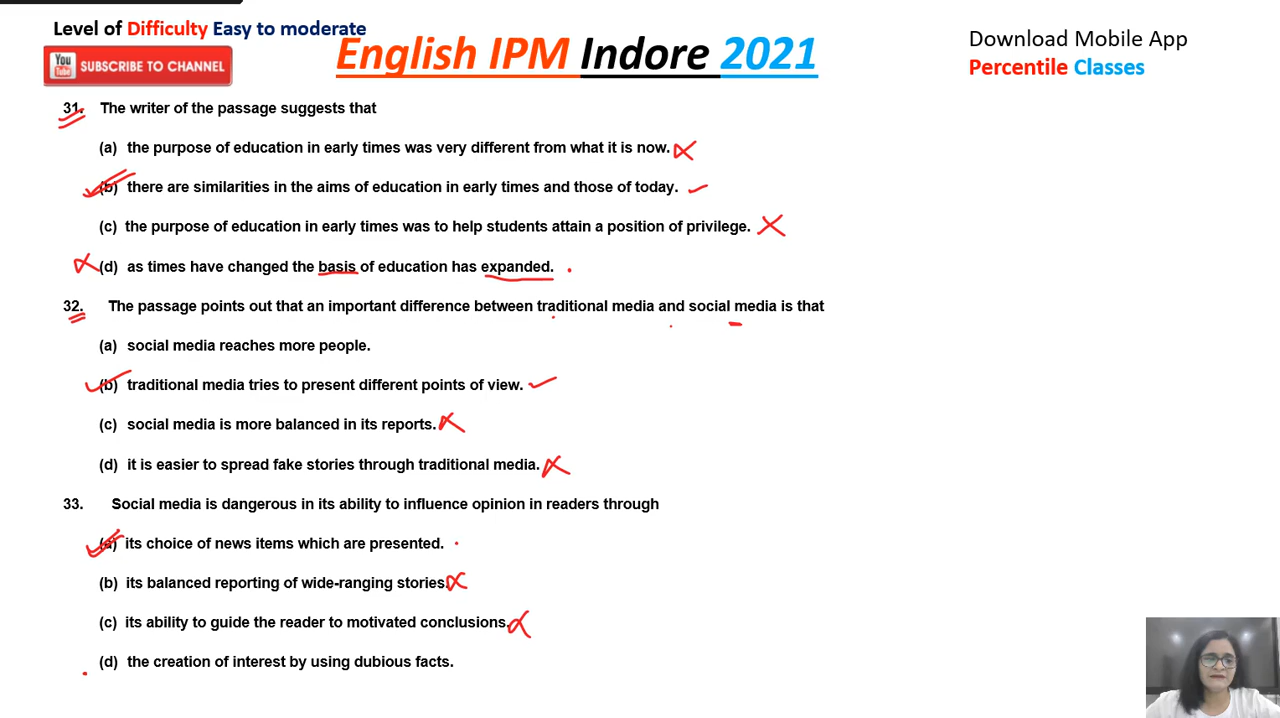 Level of Difficulty Easy to moderate
You Tube SUBSCRIBE TO CHANNEL
English IPM Indore 2021
Download Mobile App
Percentile Classes
31. The writer of the passage suggests that
(a) the purpose of education in early times was very different from what it is now.
(b) there are similarities in the aims of education in early times and those of today.
(c) the purpose of education in early times was to help students attain a position of privilege.
(d) as times have changed the basis of education has expanded.
32. The passage points out that an important difference between traditional media and social media is that
(a) social media reaches more people.
(b) traditional media tries to present different points of view.
(c) social media is more balanced in its reports.
(d) it is easier to spread fake stories through traditional media.
33. Social media is dangerous in its ability to influence opinion in readers through
(a) its choice of news items which are presented.
(b) its balanced reporting of wide-ranging stories.
(c) its ability to guide the reader to motivated conclusions.
(d) the creation of interest by using dubious facts.